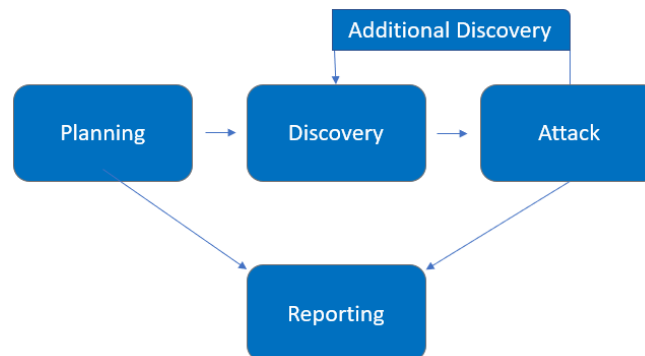 Additional Discovery
Planning
Discovery
Attack
Reporting